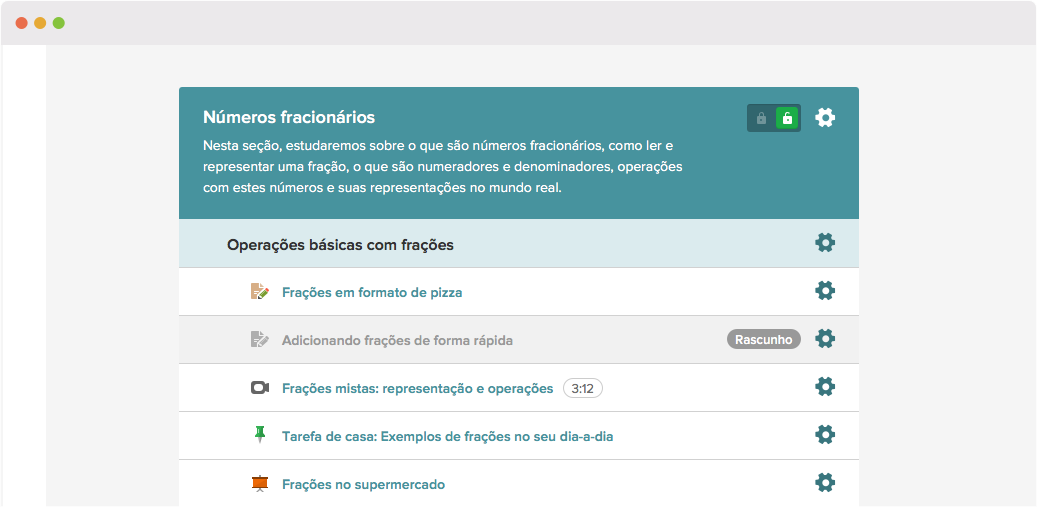 Números fracionários
Nesta seção, estudaremos sobre o que são números fracionários, como ler e
representar uma fração, o que são numeradores e denominadores, operações
com estes números e suas representações no mundo real.
Operações básicas com frações
Frações em formato de pizza
Adicionando frações de forma rápida Rascunho
Frações mistas: representação e operações 3:12
Tarefa de casa: Exemplos de frações no seu dia-a-dia
Frações no supermercado